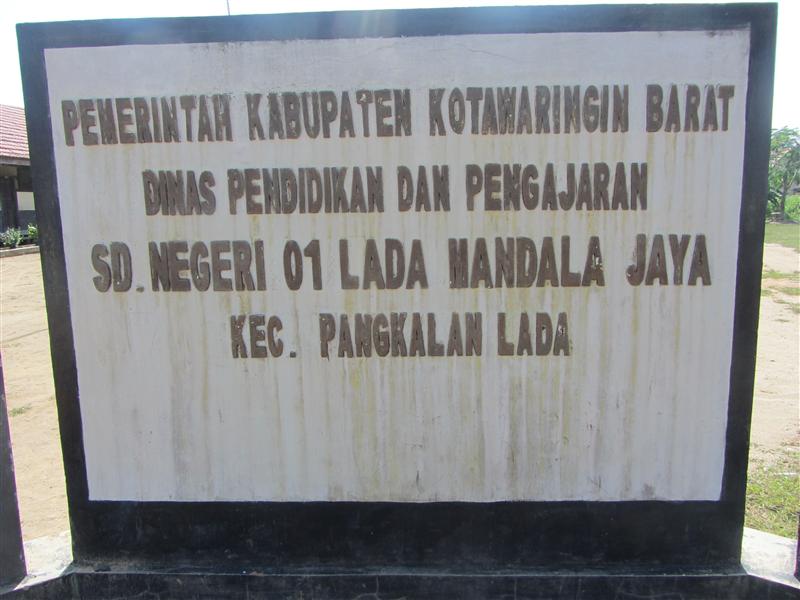 PEMERINTAH KABUPATEN KOTAWARINGIN BARAT
DINAS PENDIDIKAN DAN PENGAJARAN
SD. NEGERI 01 LADA MANDALA JAYA
KEC. PANGKALAN LADA